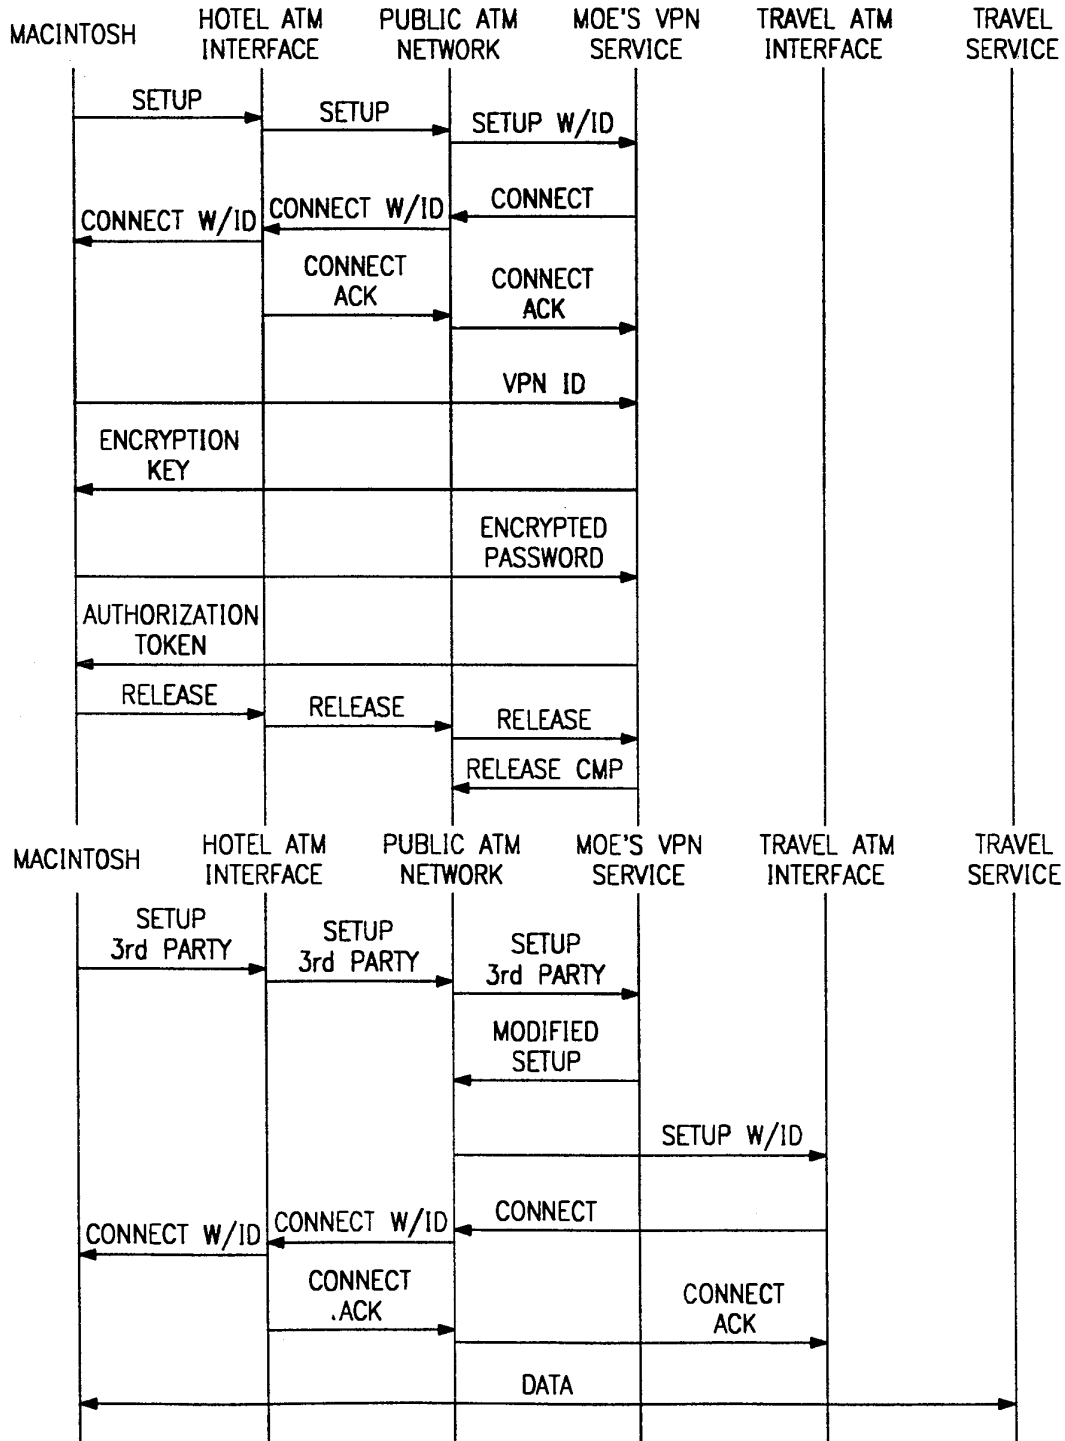 MACINTOSH
HOTEL ATM
INTERFACE
PUBLIC ATM
NETWORK
MOE'S VPN
SERVICE
TRAVEL ATM
INTERFACE
TRAVEL
SERVICE
SETUP
SETUP
SETUP W/ID
CONNECT
CONNECT W/ID
CONNECT W/ID
CONNECT
ACK
CONNECT
ACK
VPN ID
ENCRYPTION
KEY
ENCRYPTED
PASSWORD
AUTHORIZATION
TOKEN
RELEASE
RELEASE
RELEASE
RELEASE CMP
MACINTOSH
HOTEL ATM
INTERFACE
PUBLIC ATM
NETWORK
MOE'S VPN
SERVICE
TRAVEL ATM
INTERFACE
TRAVEL
SERVICE
SETUP
3rd PARTY
SETUP
3rd PARTY
SETUP
3rd PARTY
MODIFIED
SETUP
SETUP W/ID
CONNECT
CONNECT W/ID
CONNECT W/ID
CONNECT
ACK
CONNECT
ACK
DATA